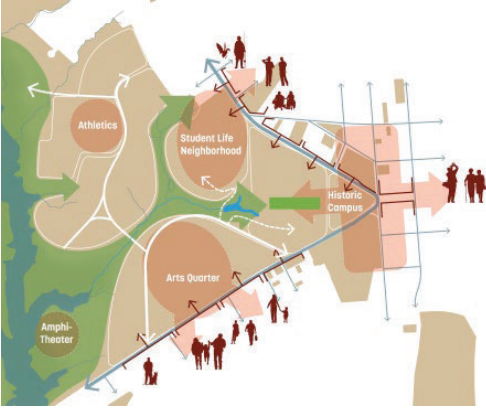 Athletics
Student Life
Neighborhood
Historic
Campus
Arts Quarter
Amphi-
Theater